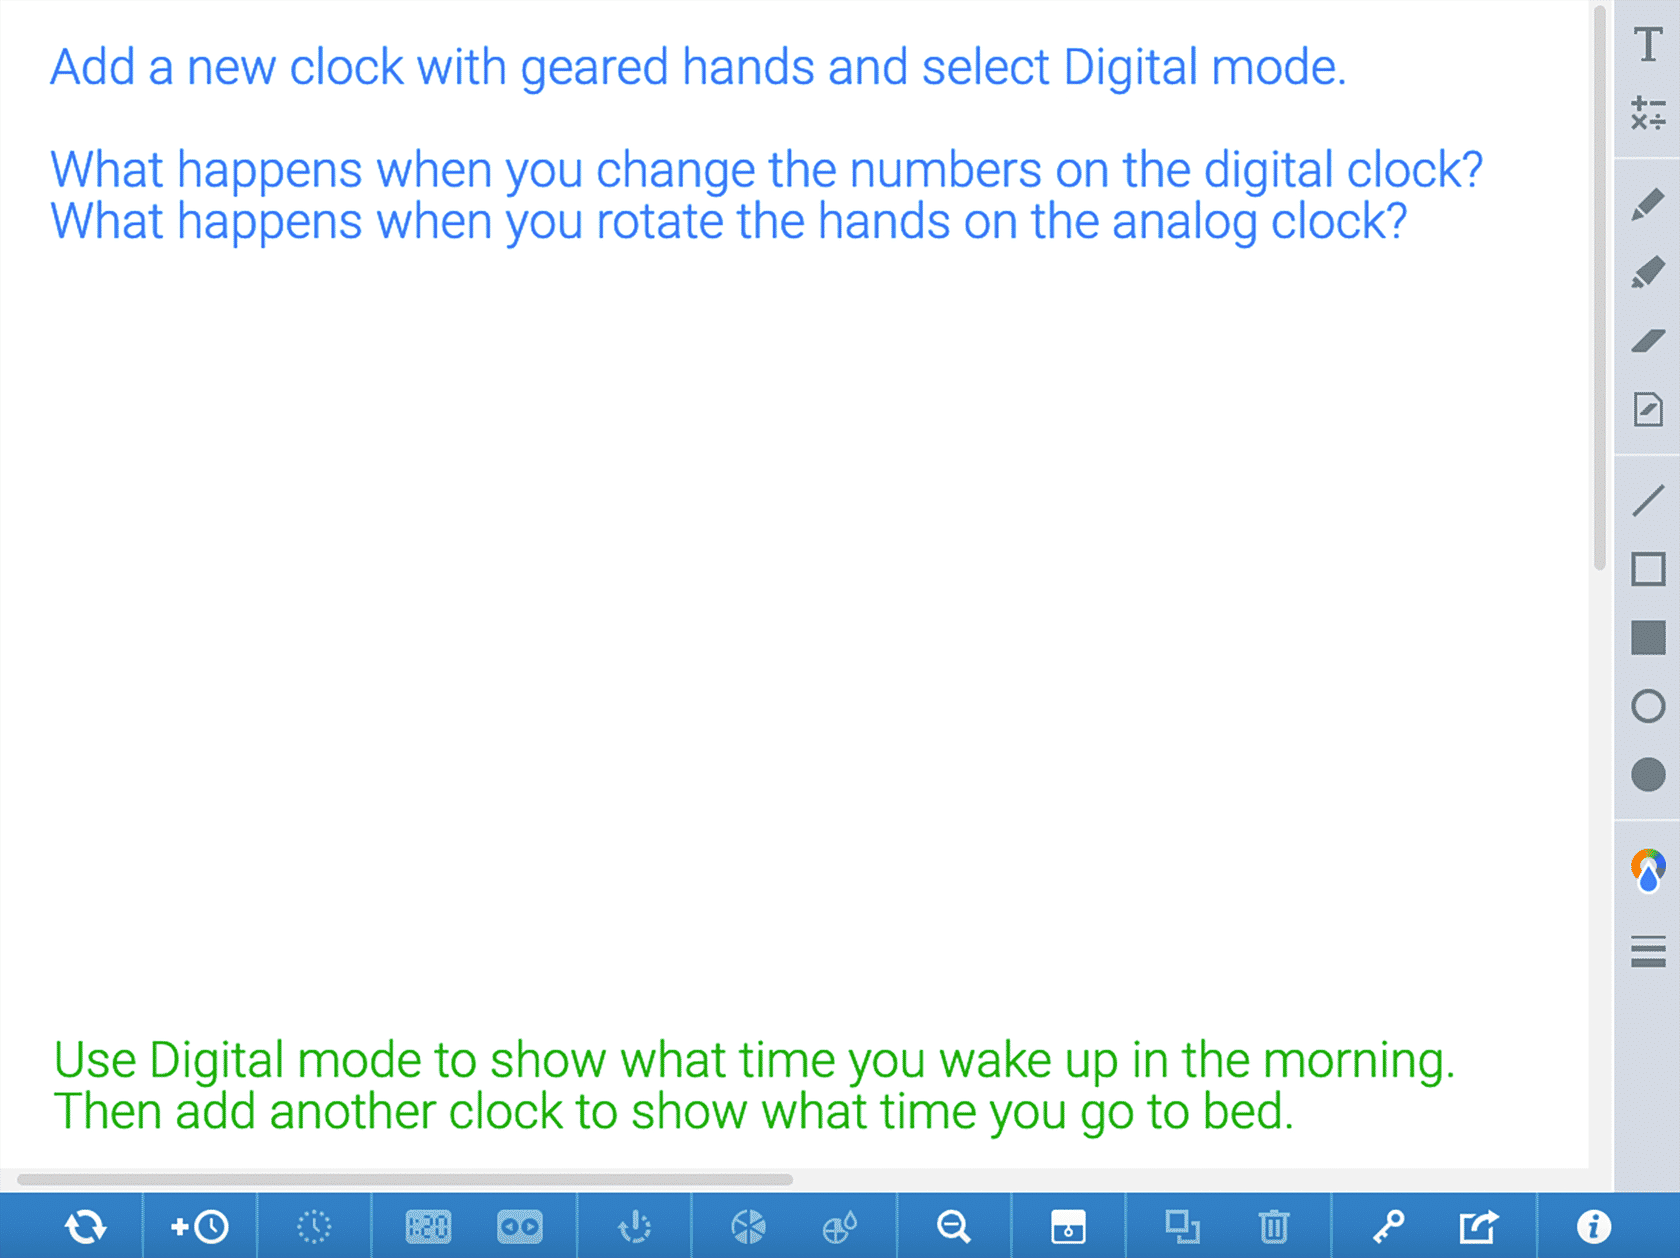 Add a new clock with geared hands and select Digital mode.
What happens when you change the numbers on the digital clock?
What happens when you rotate the hands on the analog clock?
Use Digital mode to show what time you wake up in the morning.
Then add another clock to show what time you go to bed.